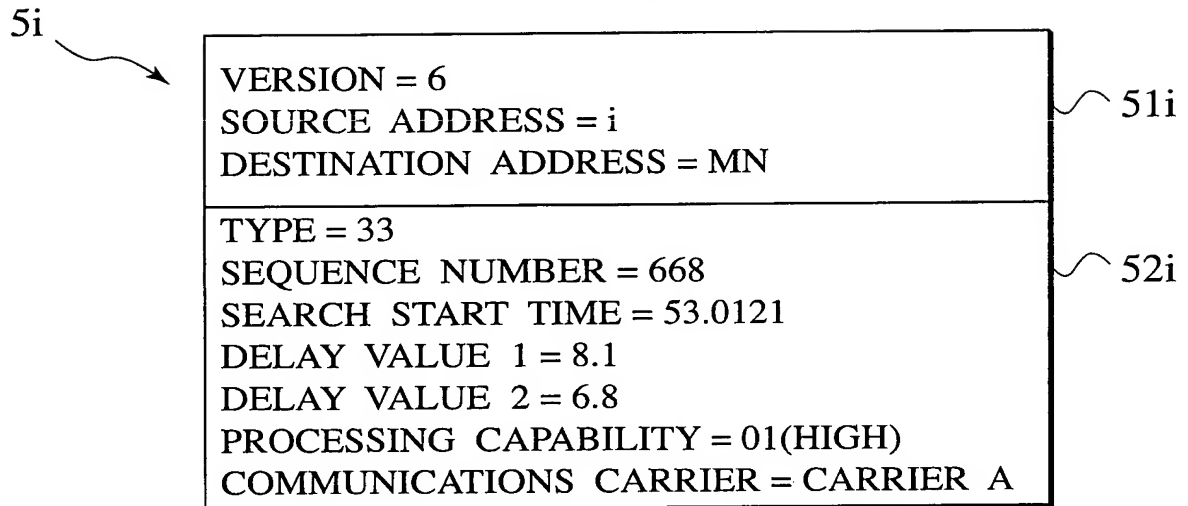 5i
VERSION = 6
SOURCE ADDRESS = i
DESTINATION ADDRESS = MN
51i
TYPE = 33
SEQUENCE NUMBER = 668
52i
SEARCH START TIME = 53.0121
DELAY VALUE 1 = 8.1
DELAY VALUE 2 = 6.8
PROCESSING CAPABILITY = 01(HIGH)
COMMUNICATIONS CARRIER = CARRIER A